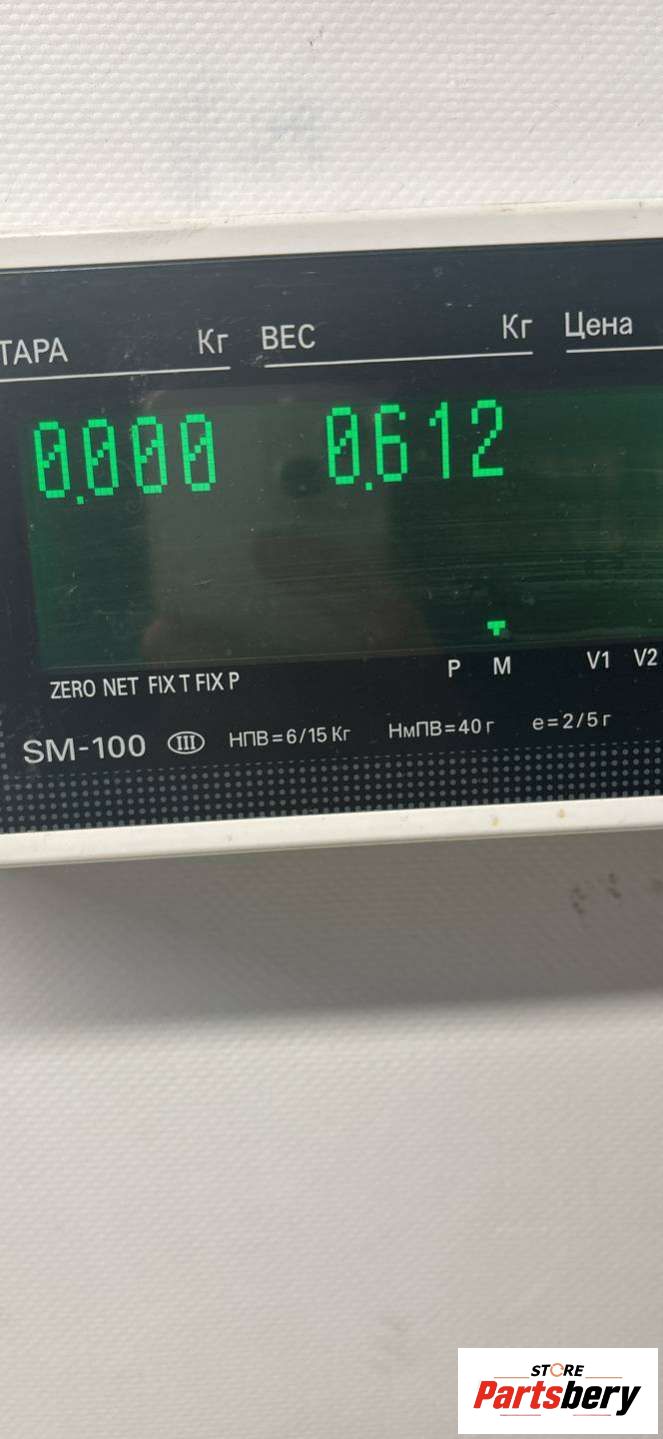 ТАРА Кг ВЕС Кг Цена
0.000 0.612
ZERO NET FIX T FIX P P M V1 V2
SM-100 III НПВ=6/15 Кг НмПВ=40 г e=2/5 г
STORE
Partsbery